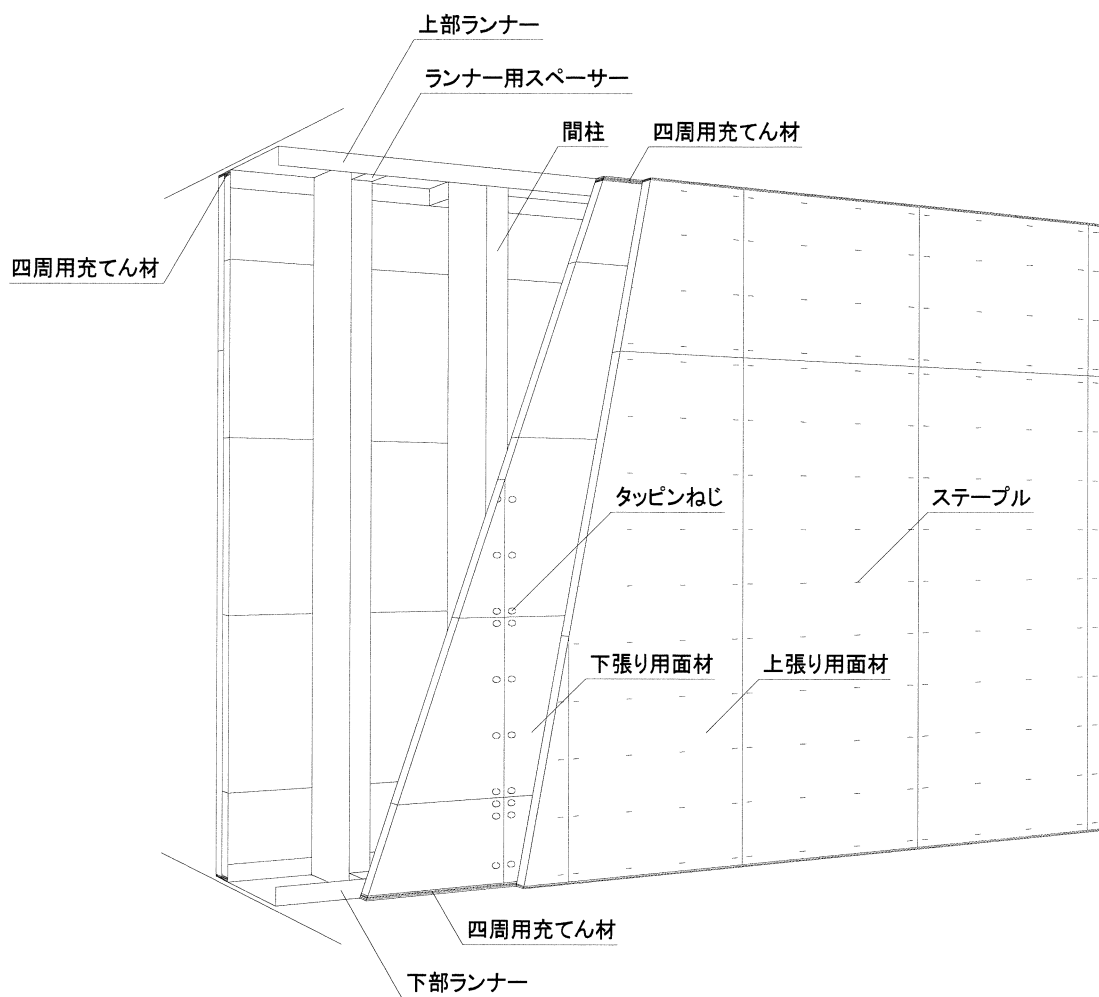 上部ランナー
ランナー用スペーサー
間柱
四周用充てん材
四周用充てん材
タッピンねじ
ステープル
下張り用面材
上張り用面材
四周用充てん材
下部ランナー